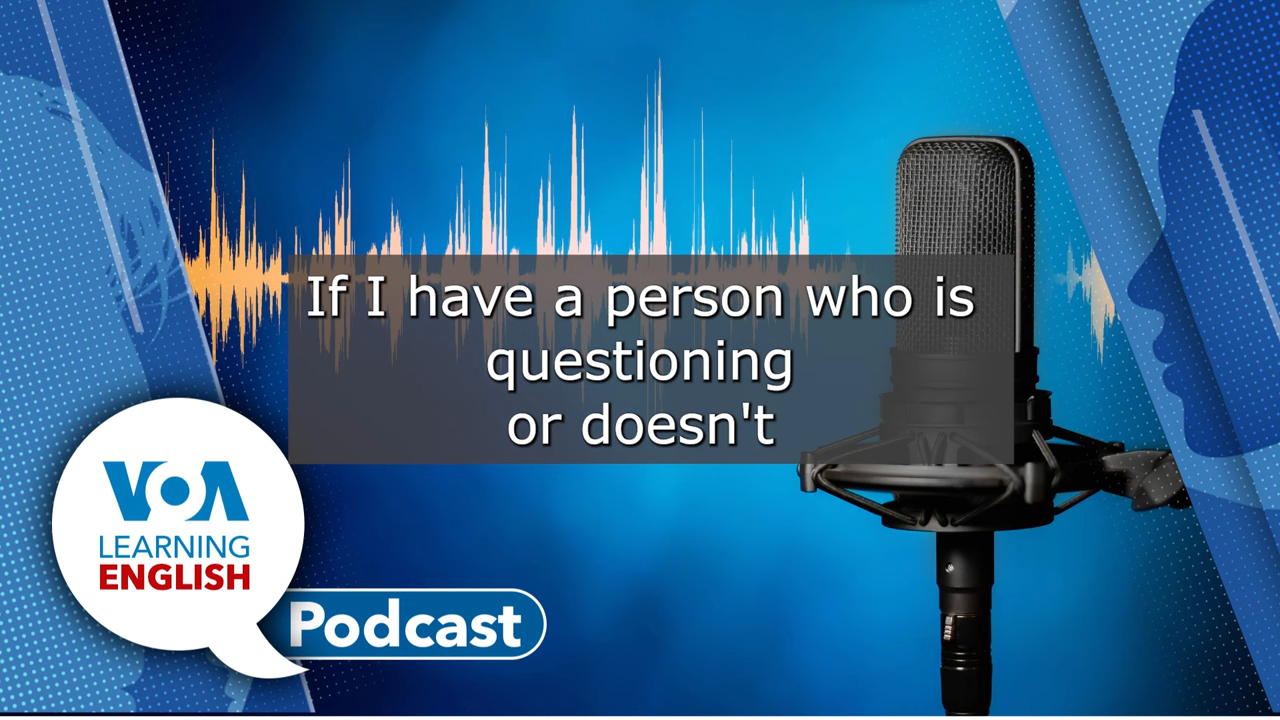 If I have a person who is
questioning
or doesn't
VOA
LEARNING
ENGLISH
Podcast